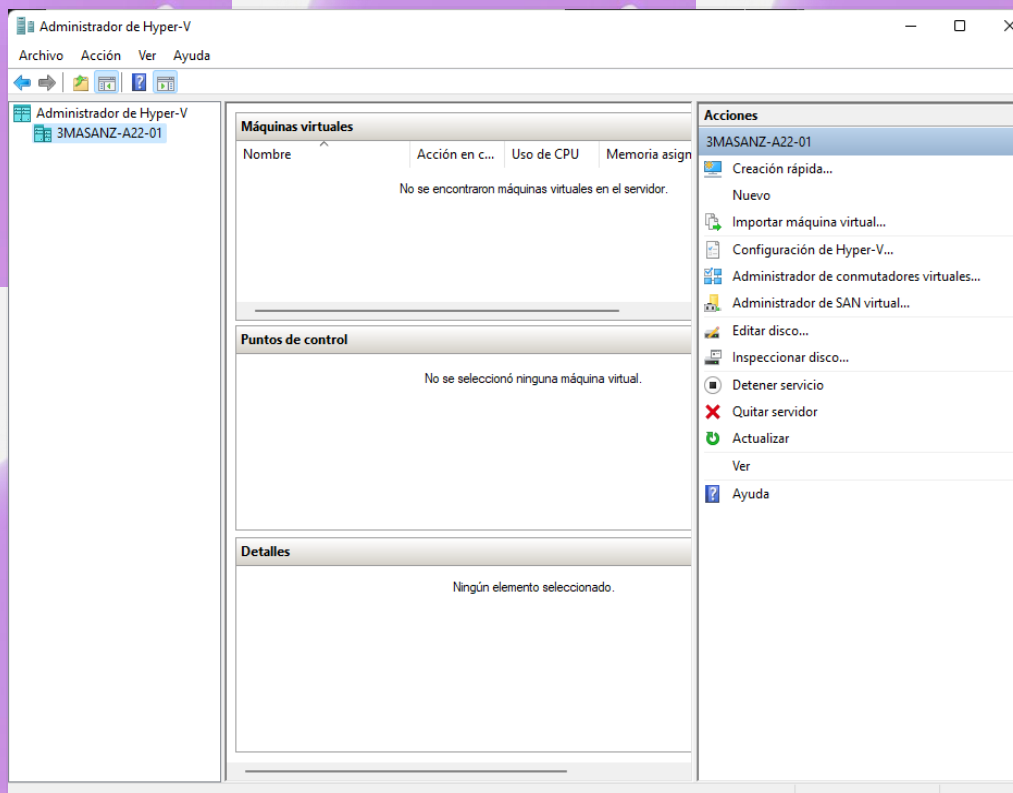 Administrador de Hyper-V
Archivo Acción Ver Ayuda
Administrador de Hyper-V
3MASANZ-A22-01
Máquinas virtuales
Nombre Acción en c... Uso de CPU Memoria asign
No se encontraron máquinas virtuales en el servidor.
Puntos de control
No se seleccionó ninguna máquina virtual.
Detalles
Ningún elemento seleccionado.
Acciones
3MASANZ-A22-01
Creación rápida...
Nuevo
Importar máquina virtual...
Configuración de Hyper-V...
Administrador de conmutadores virtuales...
Administrador de SAN virtual...
Editar disco...
Inspeccionar disco...
Detener servicio
Quitar servidor
Actualizar
Ver
Ayuda